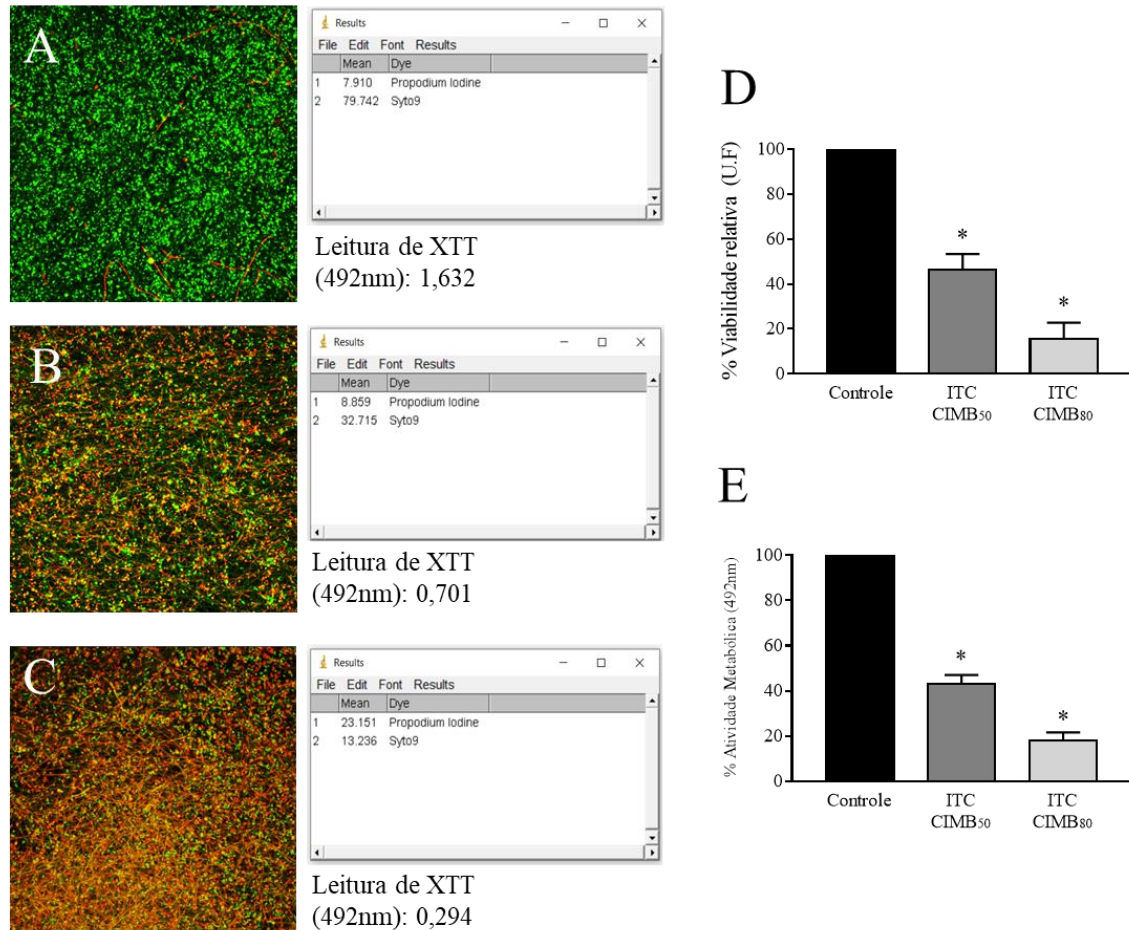 A
Results
File Edit Font Results
Mean Dye
1 7.910 Propodium Iodine
2 79.742 Syto9
Leitura de XTT
(492nm): 1,632
B
Results
File Edit Font Results
Mean Dye
1 8.859 Propodium Iodine
2 32.715 Syto9
Leitura de XTT
(492nm): 0,701
C
Results
File Edit Font Results
Mean Dye
1 23.151 Propodium Iodine
2 13.236 Syto9
Leitura de XTT
(492nm): 0,294
D
% Viabilidade relativa (U.F)
100
80
60
40
20
0
*
*
Controle
ITC
CIMB50
ITC
CIMB80
E
% Atividade Metabólica (492nm)
100
80
60
40
20
0
*
*
Controle
ITC
CIMB50
ITC
CIMB80